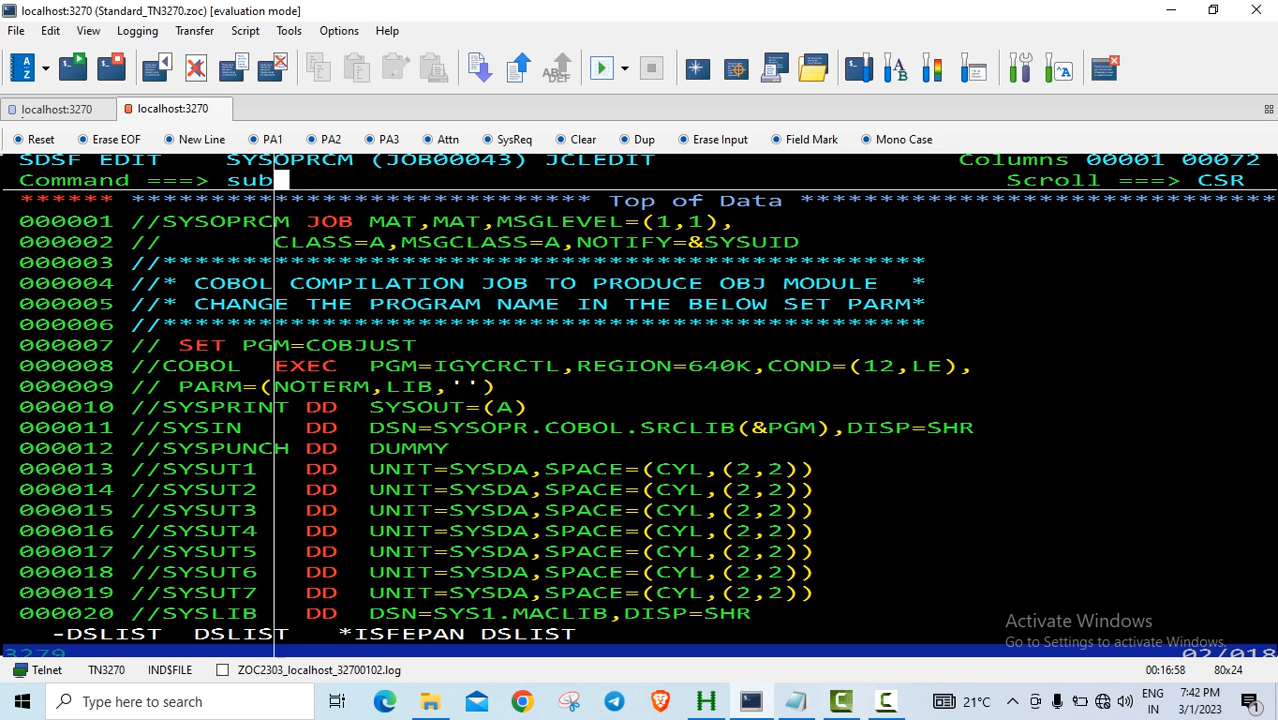 localhost:3270 (Standard_TN3270.zoc) [evaluation mode]
File Edit View Logging Transfer Script Tools Options Help
localhost:3270 localhost:3270
Reset Erase EOF New Line PA1 PA2 PA3 Attn SysReq Clear Dup Erase Input Field Mark Mono Case
SDSF EDIT SYSOPRCM (JOB00043) JCLEDIT Columns 00001 00072
Command ===> sub Scroll ===> CSR
****** ***************************** Top of Data ******************************
000001 //SYSOPRCM JOB MAT,MAT,MSGLEVEL=(1,1),
000002 // CLASS=A,MSGCLASS=A,NOTIFY=&SYSUID
000003 //************************************************
000004 //* COBOL COMPILATION JOB TO PRODUCE OBJ MODULE *
000005 //* CHANGE THE PROGRAM NAME IN THE BELOW SET PARM*
000006 //************************************************
000007 // SET PGM=COBJUST
000008 //COBOL EXEC PGM=IGYCRCTL,REGION=640K,COND=(12,LE),
000009 // PARM=(NOTERM,LIB,'')
000010 //SYSPRINT DD SYSOUT=(A)
000011 //SYSIN DD DSN=SYSOPR.COBOL.SRCLIB(&PGM),DISP=SHR
000012 //SYSPUNCH DD DUMMY
000013 //SYSUT1 DD UNIT=SYSDA,SPACE=(CYL,(2,2))
000014 //SYSUT2 DD UNIT=SYSDA,SPACE=(CYL,(2,2))
000015 //SYSUT3 DD UNIT=SYSDA,SPACE=(CYL,(2,2))
000016 //SYSUT4 DD UNIT=SYSDA,SPACE=(CYL,(2,2))
000017 //SYSUT5 DD UNIT=SYSDA,SPACE=(CYL,(2,2))
000018 //SYSUT6 DD UNIT=SYSDA,SPACE=(CYL,(2,2))
000019 //SYSUT7 DD UNIT=SYSDA,SPACE=(CYL,(2,2))
000020 //SYSLIB DD DSN=SYS1.MACLIB,DISP=SHR
-DSLIST DSLIST *ISFEPAN DSLIST
Activate Windows
Go to Settings to activate Windows.
3279 02/018
Telnet TN3270 IND$FILE ZOC2303_localhost_32700102.log 00:16:58 80x24
Type here to search 21°C ENG IN 7:42 PM 3/1/2023 1